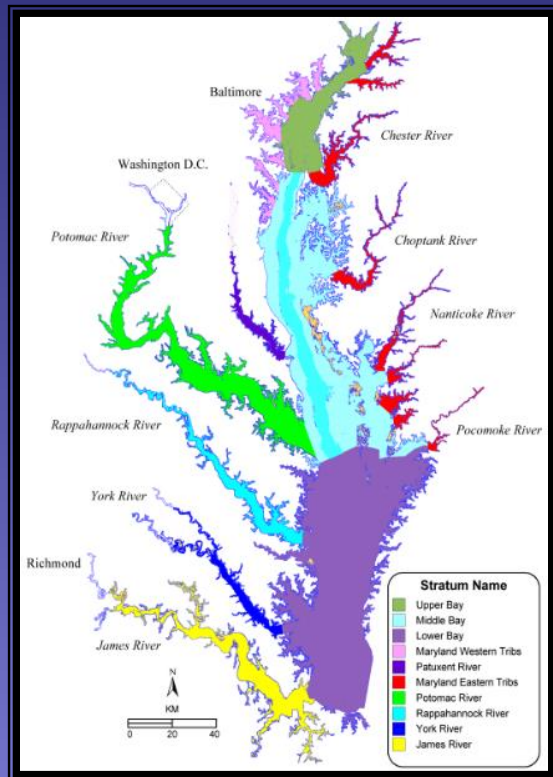 Baltimore
Chester River
Washington D.C.
Potomac River
Choptank River
Nanticoke River
Rappahannock River
Pocomoke River
York River
Richmond
James River
N
KM
0 20 40
Stratum Name
Upper Bay
Middle Bay
Lower Bay
Maryland Western Tribs
Patuxent River
Maryland Eastern Tribs
Potomac River
Rappahannock River
York River
James River